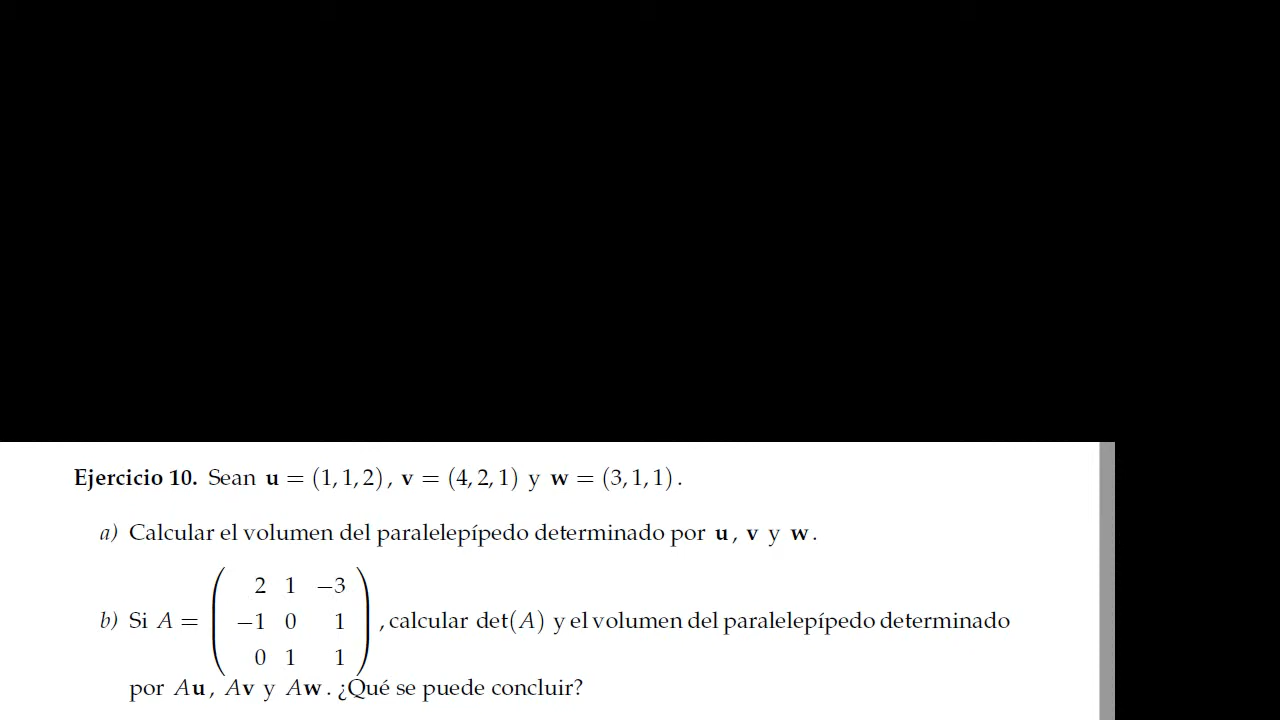 Ejercicio 10. Sean u = (1, 1, 2), v = (4, 2, 1) y w = (3, 1, 1).
a) Calcular el volumen del paralelepípedo determinado por u, v y w.
2 1 −3
b) Si A = ( −1 0 1 ), calcular det(A) y el volumen del paralelepípedo determinado
0 1 1
por Au, Av y Aw. ¿Qué se puede concluir?